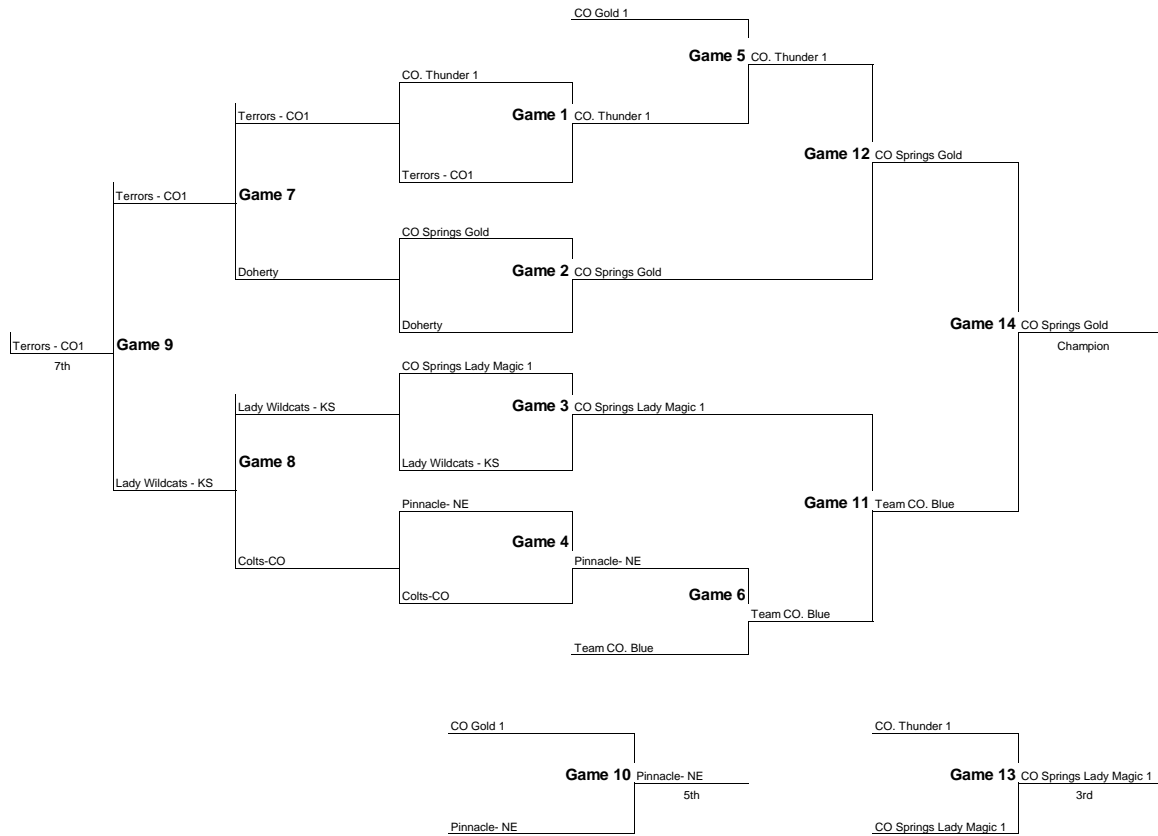 CO Gold 1
Game 5 CO. Thunder 1
CO. Thunder 1
Terrors - CO1
Game 1 CO. Thunder 1
Game 12 CO Springs Gold
Terrors - CO1
Terrors - CO1
Game 7
CO Springs Gold
Doherty
Game 2 CO Springs Gold
Doherty
Game 14 CO Springs Gold
Champion
Terrors - CO1
7th
Game 9
CO Springs Lady Magic 1
Lady Wildcats - KS
Game 3 CO Springs Lady Magic 1
Game 8
Lady Wildcats - KS
Lady Wildcats - KS
Pinnacle- NE
Game 11 Team CO. Blue
Game 4
Colts-CO
Pinnacle- NE
Colts-CO
Game 6
Team CO. Blue
Team CO. Blue
CO Gold 1
CO. Thunder 1
Game 10 Pinnacle- NE
5th
Game 13 CO Springs Lady Magic 1
3rd
Pinnacle- NE
CO Springs Lady Magic 1